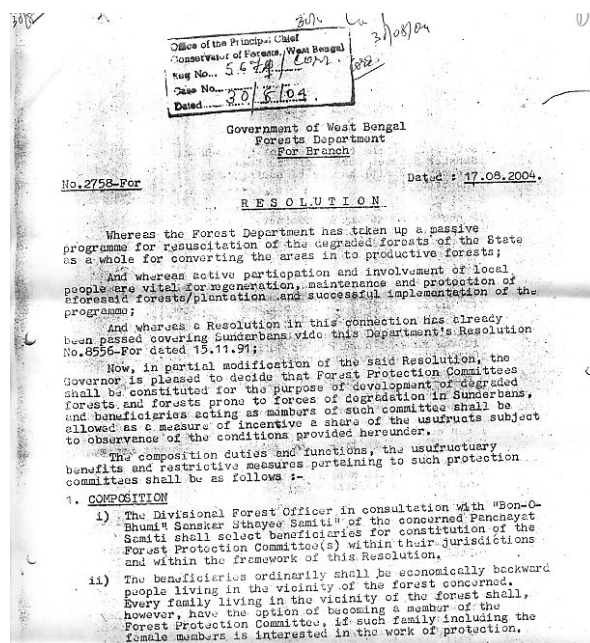 30/8
30/8
30/08/04
Office of the Principal Chief
Conservator of Forests, West Bengal
Reg No...
Case No...
Dated....... 30/8/04.
Government of West Bengal
Forests Department
For Branch
No.2758-For Dated : 17.08.2004.
R E S O L U T I O N
Whereas the Forest Department has taken up a massive
programme for resuscitation of the degraded forests of the State
as a whole for converting the areas in to productive forests;
And whereas active particpation and involvement of local
people are vital for regeneration, maintenance and protection of
aforesaid forests/plantation and successful implementation of the
programme;
And whereas a Resolution in this connection has already
been passed covering Sunderbans vide this Department's Resolution
No.8556-For dated 15.11.91;
Now, in partial modification of the said Resolution, the
Governor is pleased to decide that Forest Protection Committees
shall be constituted for the purpose of development of degraded
forests and forests prone to forces of degradation in Sunderbans,
and beneficiaries acting as members of such committee shall be
allowed as a measure of incentive a share of the usufructs subject
to observance of the conditions provided hereunder.
The composition duties and functions, the usufructuary
benefits and restrictive measures pertaining to such protection
committees shall be as follows :-
1. COMPOSITION
i) The Divisional Forest Officer in consultation with "Bon-O-
Bhumi" Sanskar Sthayee Samiti" of the concerned Panchayat
Samiti shall select beneficiaries for constitution of the
Forest Protection Committee(s) within their jurisdictions
and within the framework of this Resolution.
ii) The beneficiaries ordinarily shall be economically backward
people living in the vicinity of the forest concerned.
Every family living in the vicinity of the forest shall,
however, have the option of becoming a member of the
Forest Protection Committee, if such family including the
female members is interested in the work of protection.